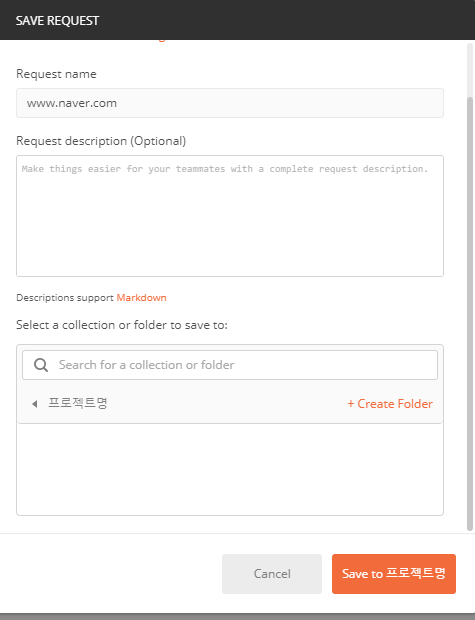 SAVE REQUEST
Request name
www.naver.com
Request description (Optional)
Make things easier for your teammates with a complete request description.
Descriptions support Markdown
Select a collection or folder to save to:
Search for a collection or folder
프로젝트명
+ Create Folder
Cancel
Save to 프로젝트명